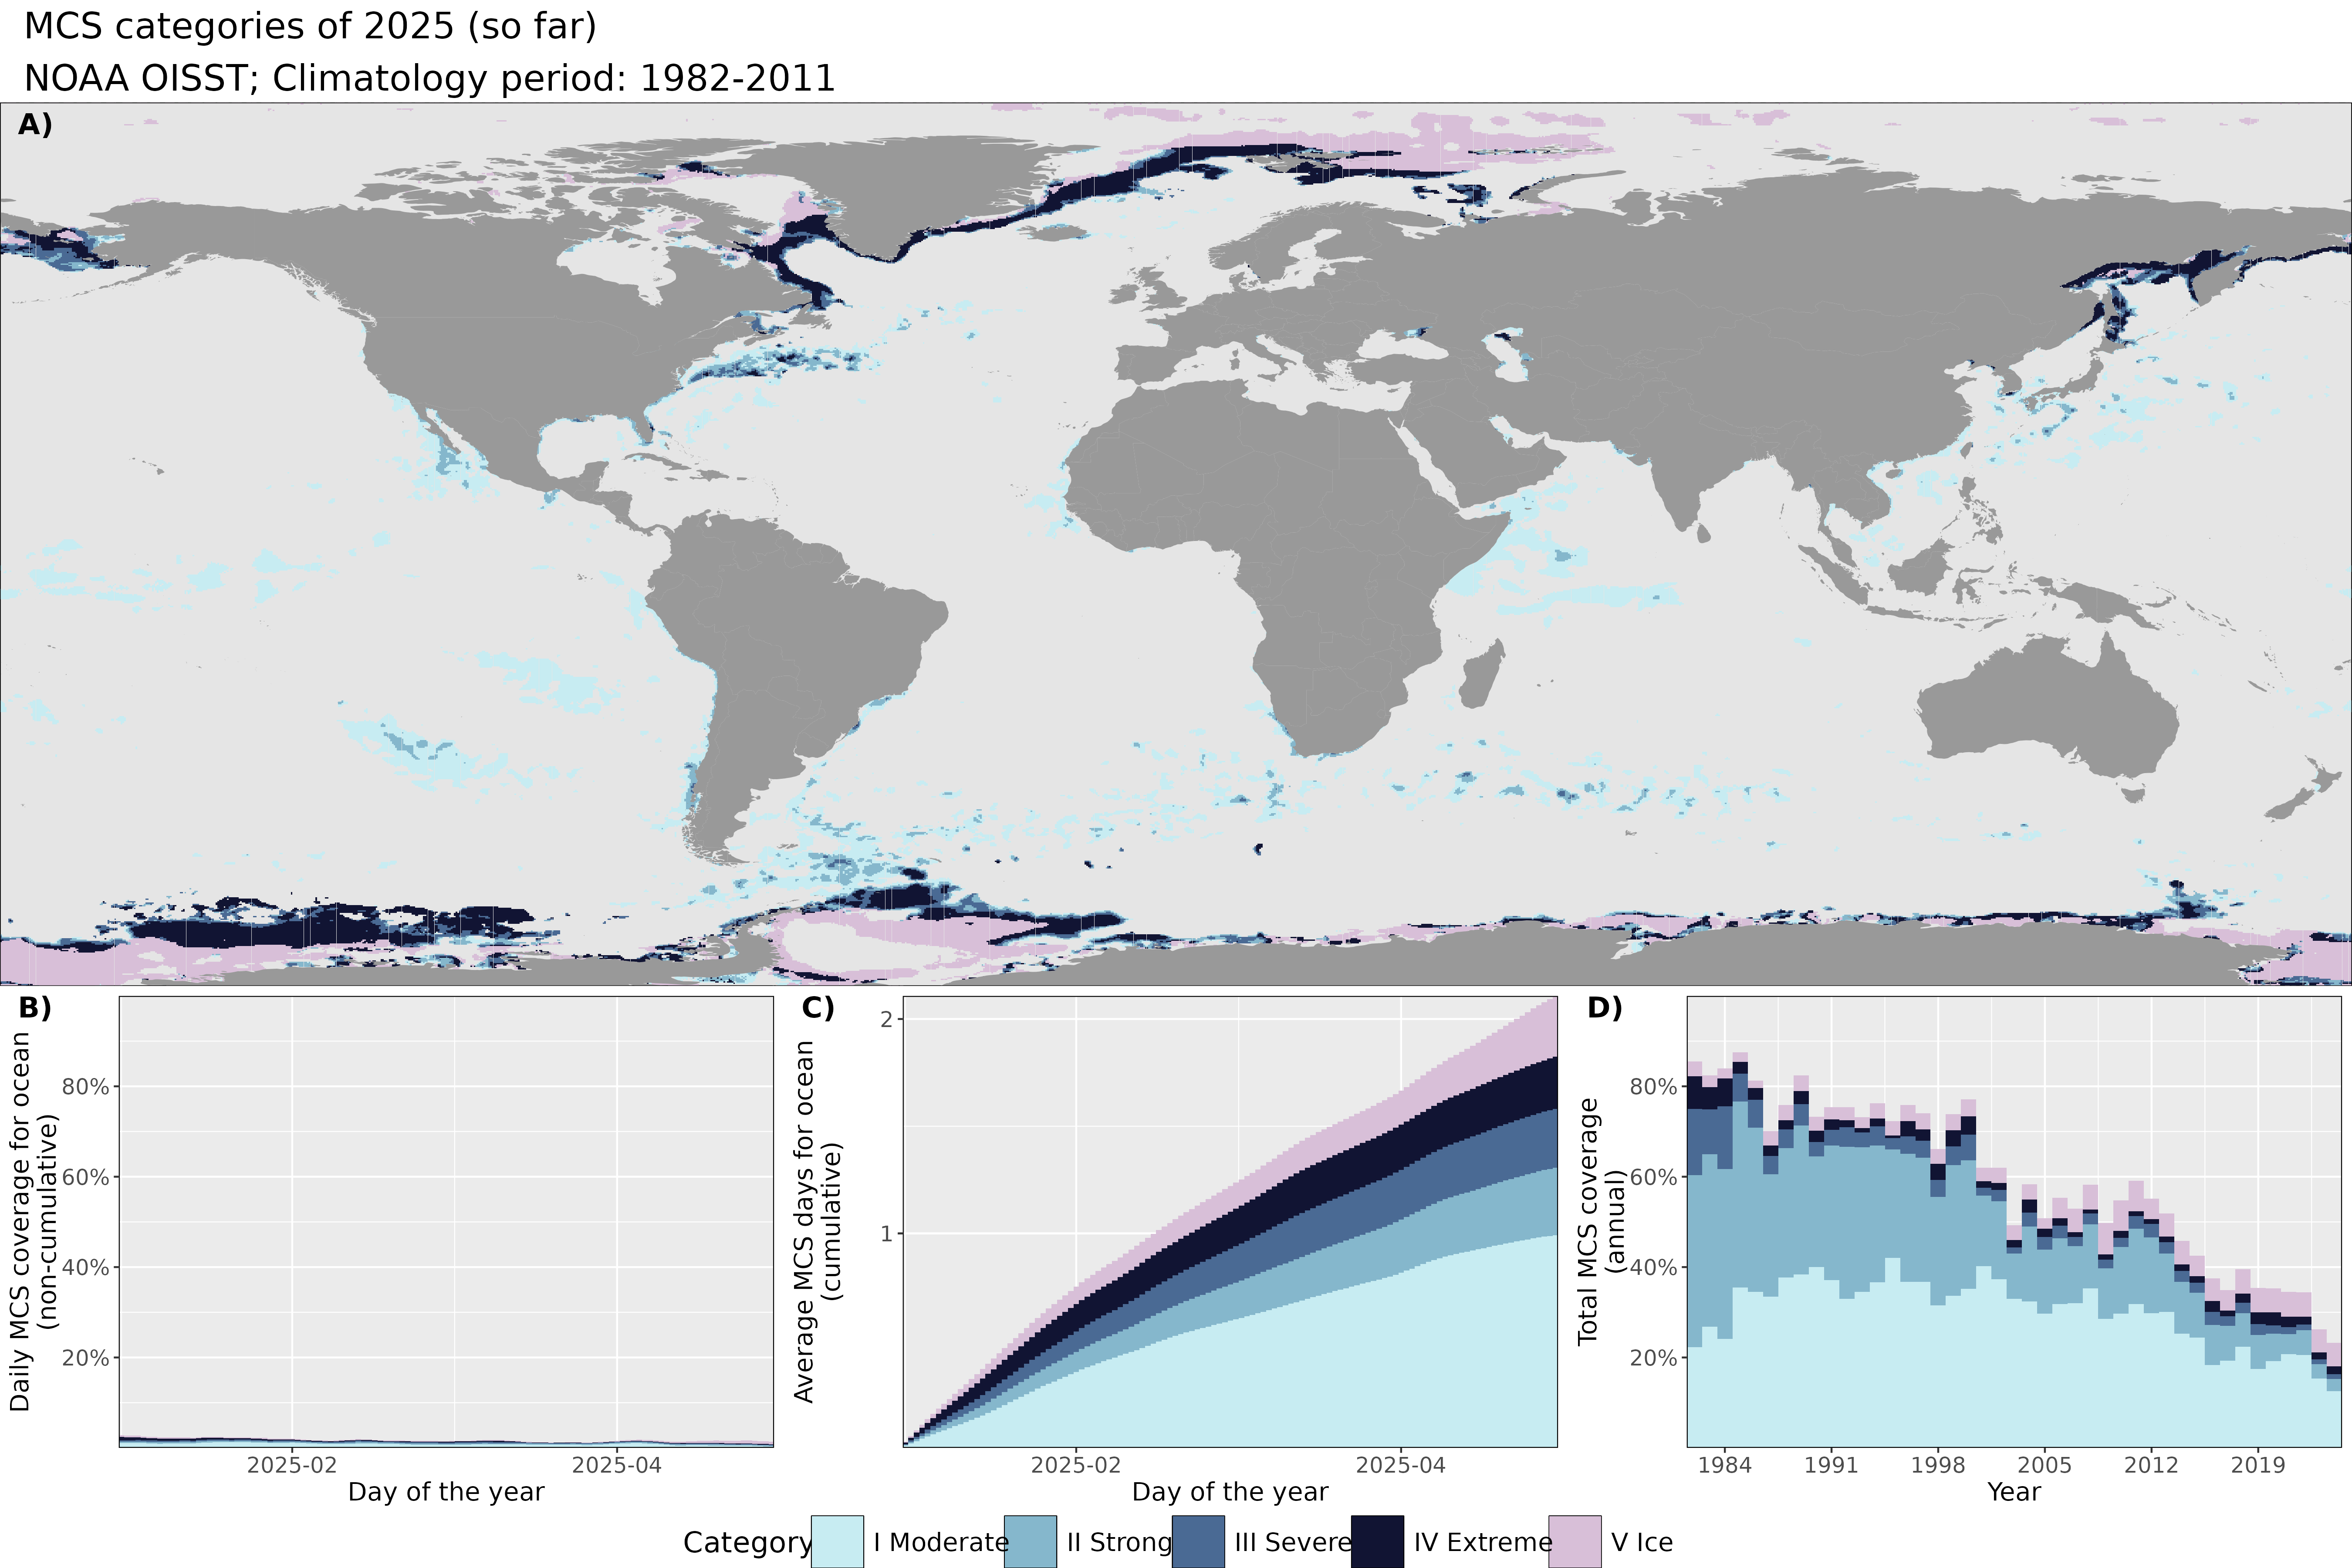 MCS categories of 2025 (so far)
NOAA OISST; Climatology period: 1982-2011
A)
B)
Daily MCS coverage for ocean
(non-cumulative)
80%
60%
40%
20%
2025-02
2025-04
Day of the year
C)
Average MCS days for ocean
(cumulative)
2
1
2025-02
2025-04
Day of the year
D)
Total MCS coverage
(annual)
80%
60%
40%
20%
1984
1991
1998
2005
2012
2019
Year
Category
I Moderate
II Strong
III Severe
IV Extreme
V Ice